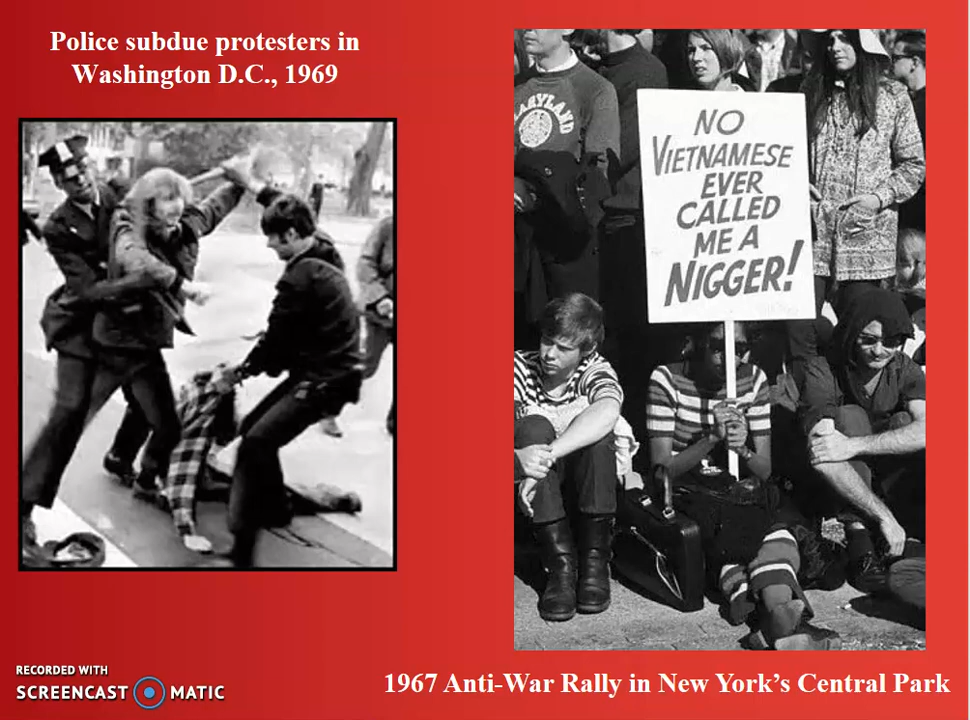 Police subdue protesters in
Washington D.C., 1969
MARYLAND
NO
VIETNAMESE
EVER
CALLED
ME A
NIGGER!
RECORDED WITH
SCREENCAST MATIC
1967 Anti-War Rally in New York’s Central Park